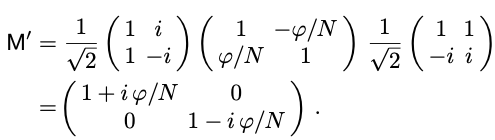 M′ = 1/√2 ( 1 i ; 1 −i ) ( 1 −φ/N ; φ/N 1 ) 1/√2 ( 1 1 ; −i i )
= ( 1 + i φ/N 0 ; 0 1 − i φ/N ) .